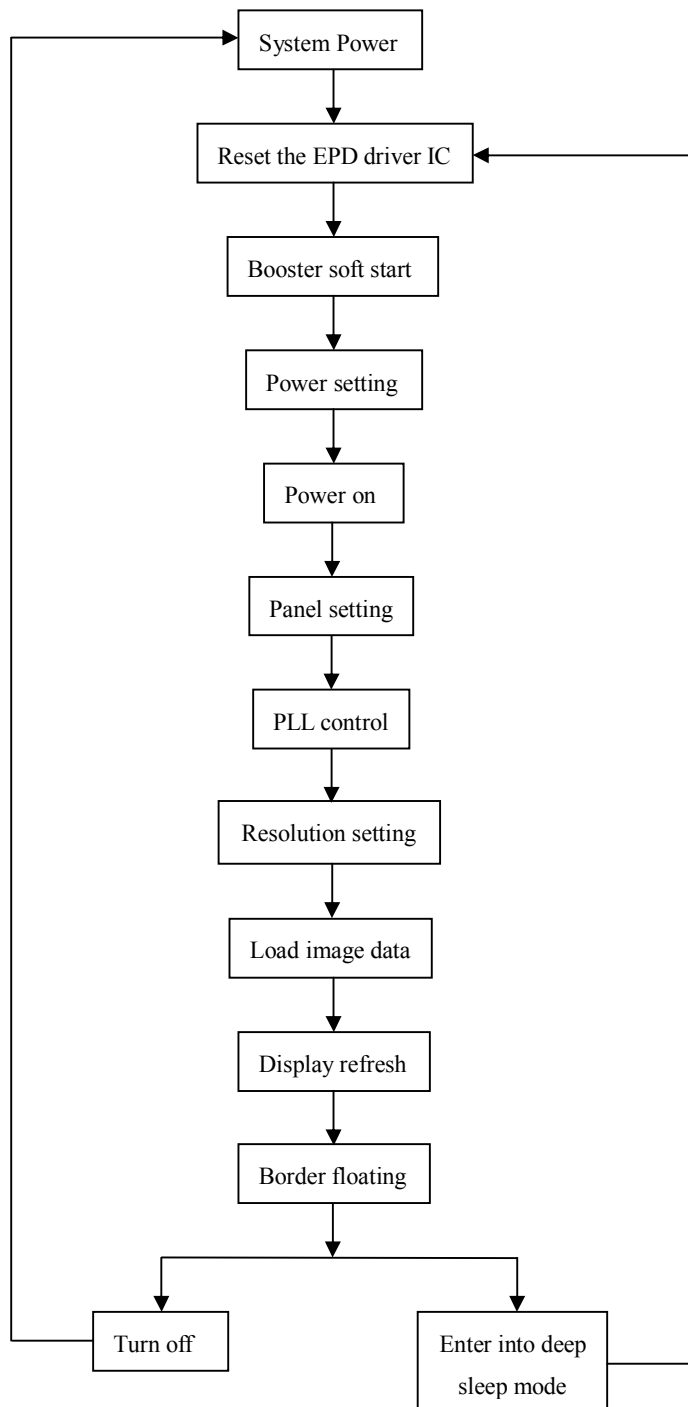 System Power
Reset the EPD driver IC
Booster soft start
Power setting
Power on
Panel setting
PLL control
Resolution setting
Load image data
Display refresh
Border floating
Turn off
Enter into deep
sleep mode